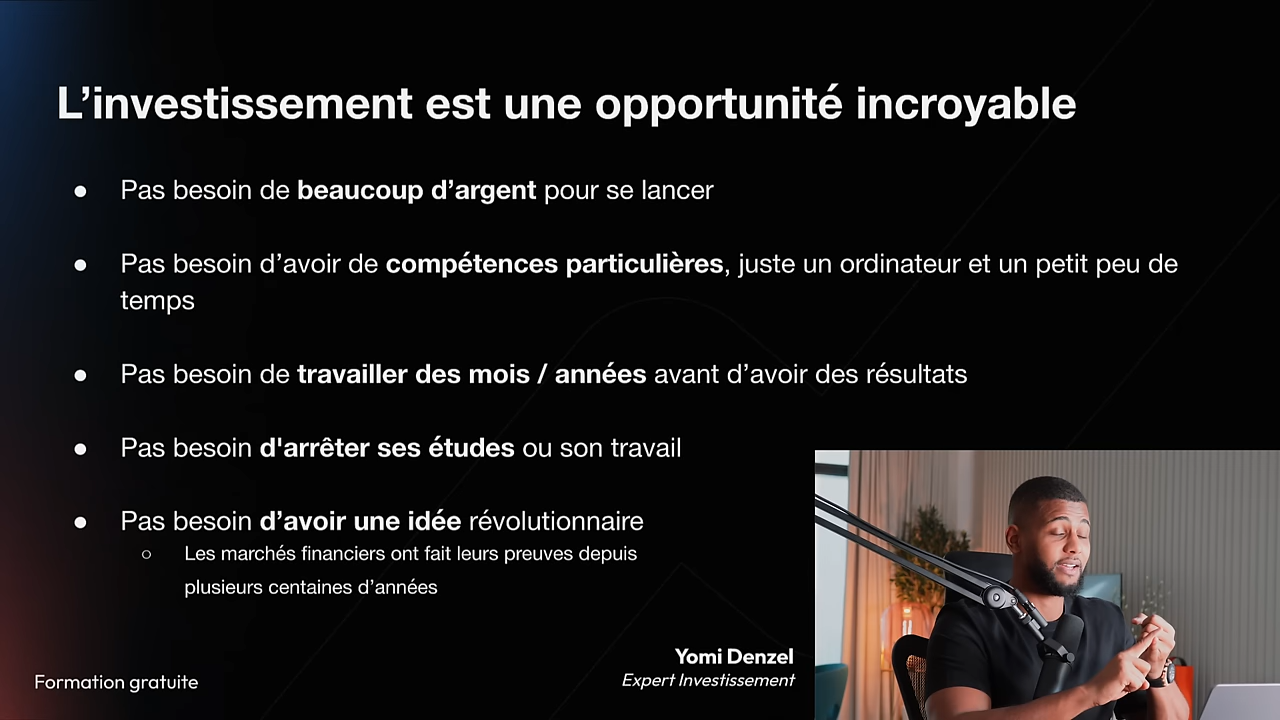 L’investissement est une opportunité incroyable
● Pas besoin de beaucoup d’argent pour se lancer
● Pas besoin d’avoir de compétences particulières, juste un ordinateur et un petit peu de
temps
● Pas besoin de travailler des mois / années avant d’avoir des résultats
● Pas besoin d'arrêter ses études ou son travail
● Pas besoin d’avoir une idée révolutionnaire
○ Les marchés financiers ont fait leurs preuves depuis
plusieurs centaines d’années
Yomi Denzel
Expert Investissement
Formation gratuite